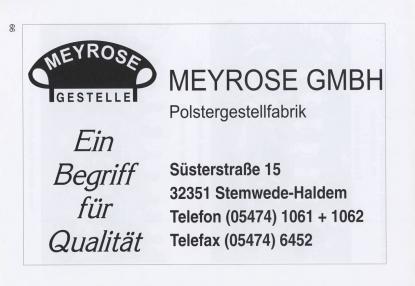 66
MEYROSE
GESTELLE
MEYROSE GMBH
Polstergestellfabrik
Ein
Begriff
für
Qualität
Süsterstraße 15
32351 Stemwede-Haldem
Telefon (05474) 1061 + 1062
Telefax (05474) 6452